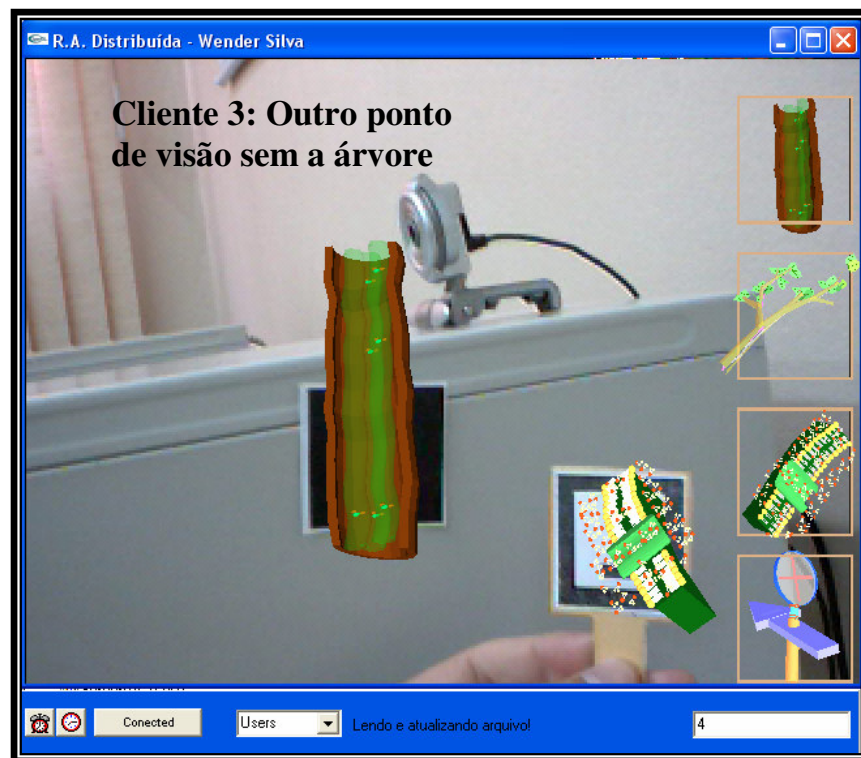 R.A. Distribuída - Wender Silva
Cliente 3: Outro ponto
de visão sem a árvore
Conected
Users
Lendo e atualizando arquivo!
4